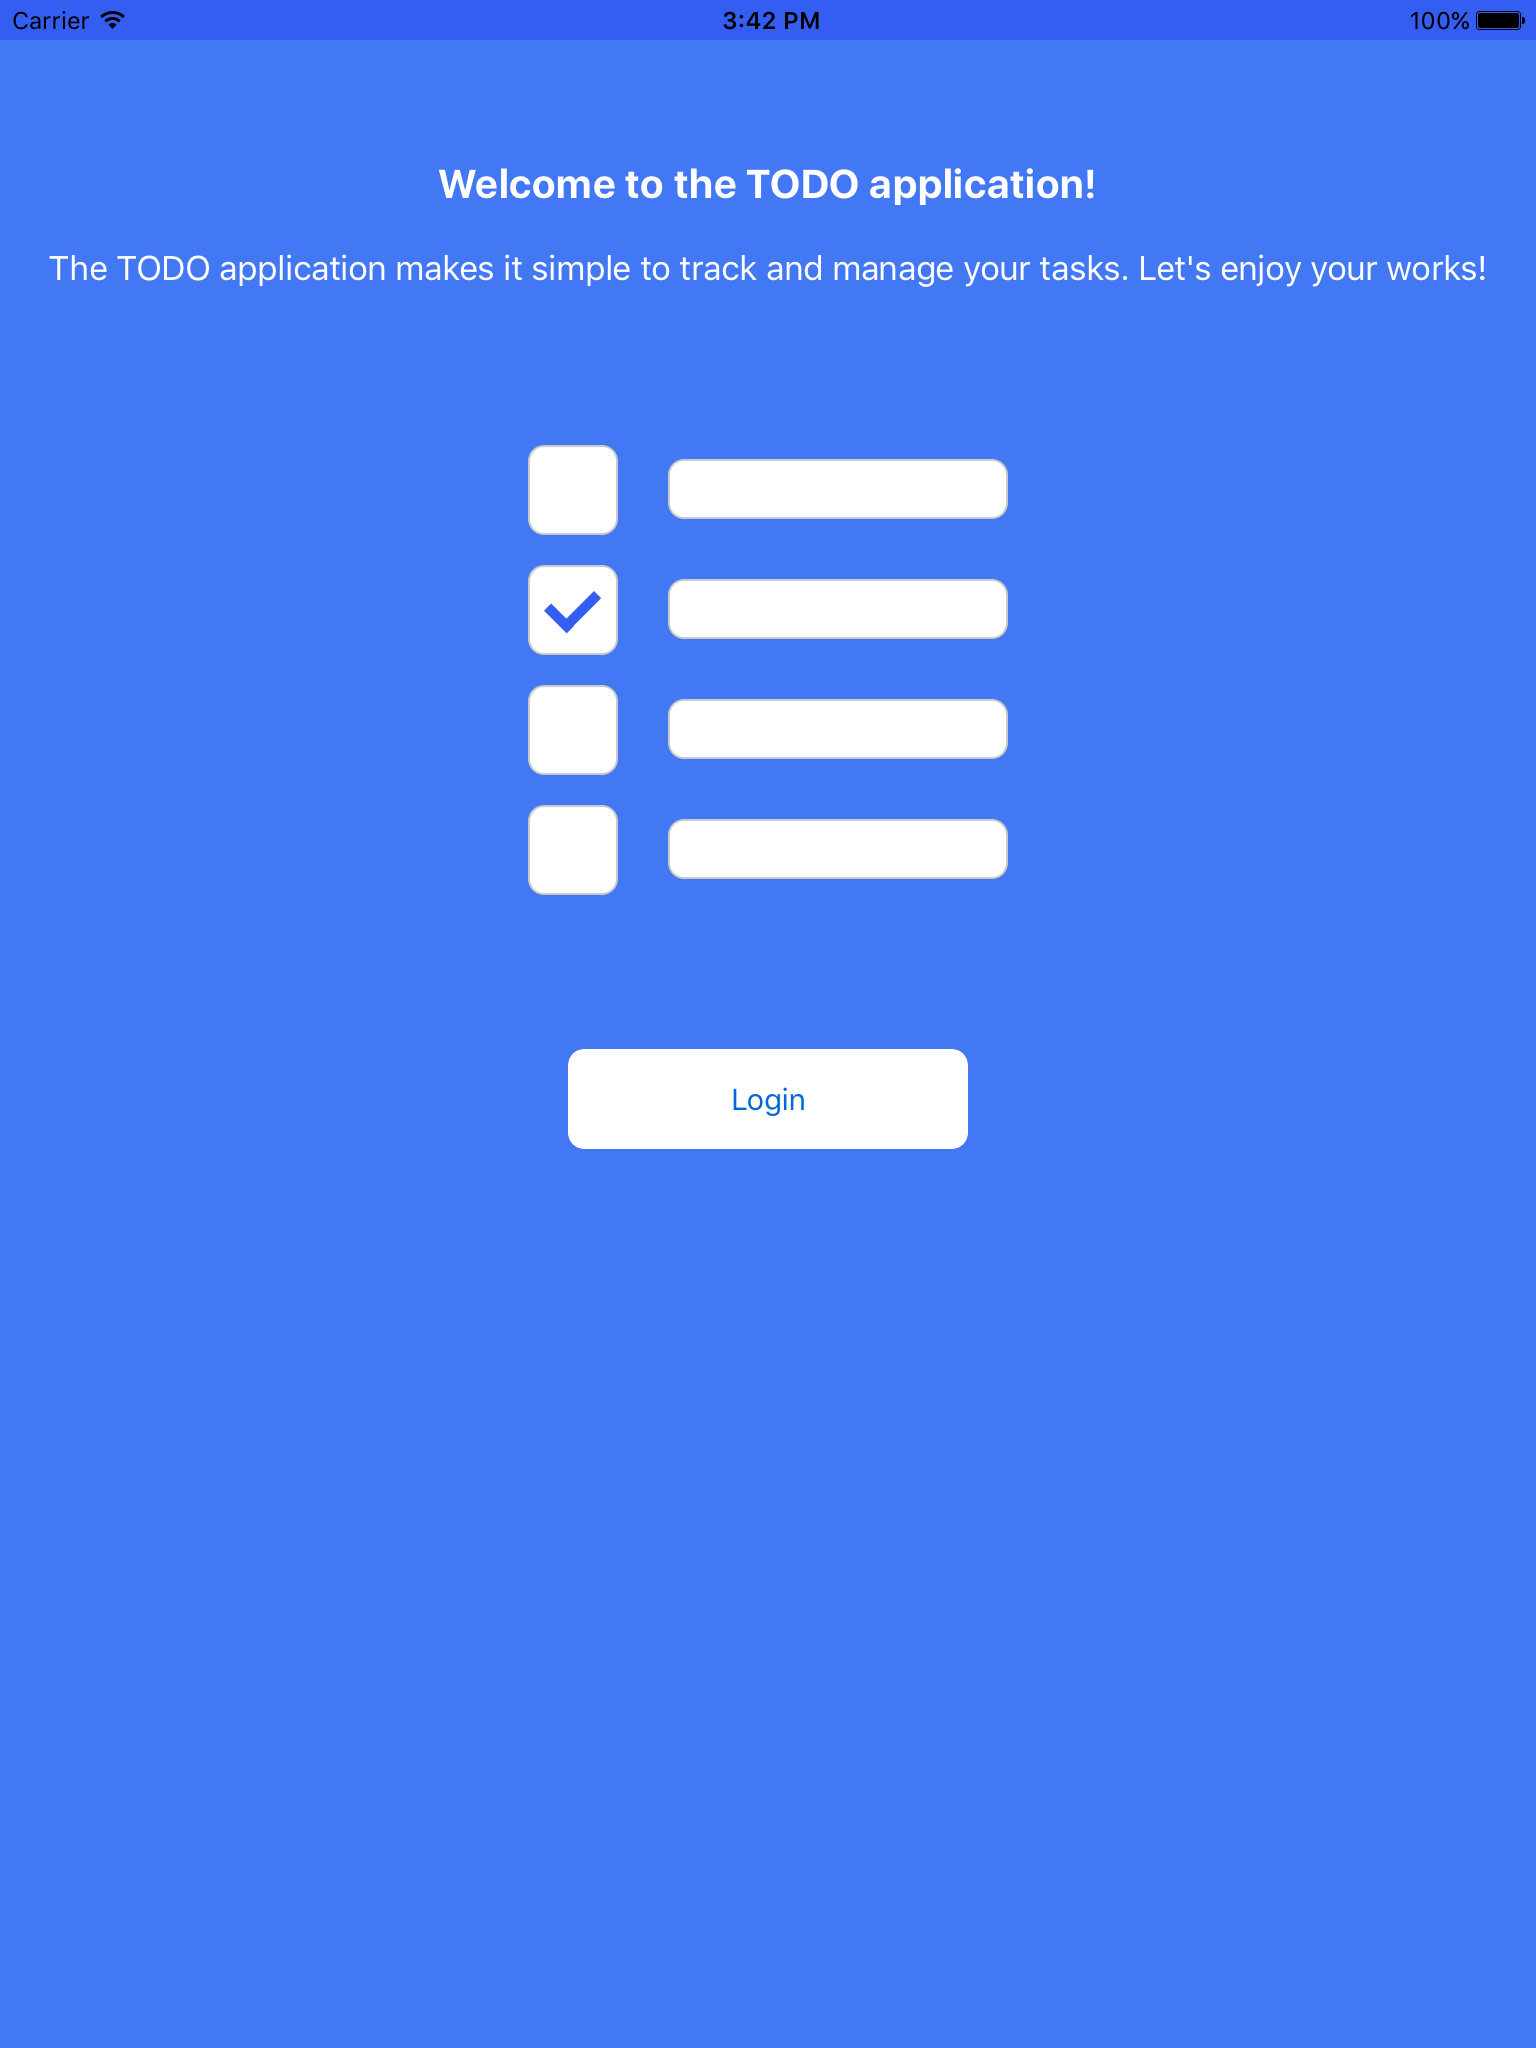 Carrier 3:42 PM 100%
Welcome to the TODO application!
The TODO application makes it simple to track and manage your tasks. Let's enjoy your works!
Login